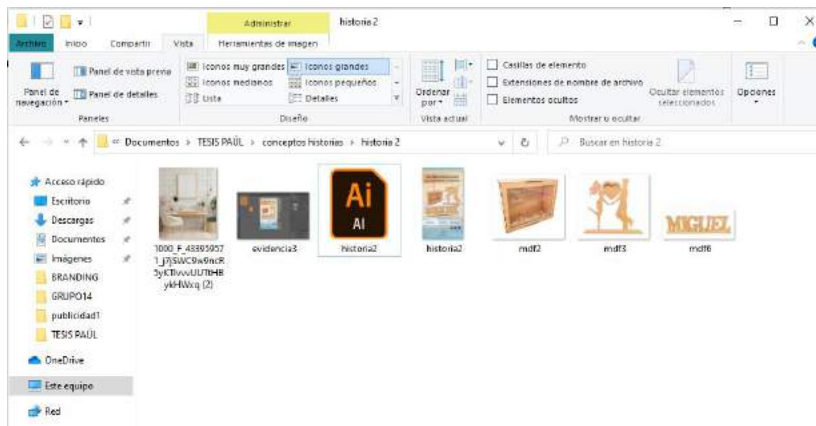 Administrar
historia 2
Archivo Inicio Compartir Vista Herramientas de imagen
Panel de navegación
Panel de vista previa
Panel de detalles
Paneles
Iconos muy grandes Iconos grandes
Iconos medianos Iconos pequeños
Lista Detalles
Diseño
Ordenar por
Vista actual
Casillas de elemento
Extensiones de nombre de archivo
Elementos ocultos
Ocultar elementos seleccionados
Mostrar u ocultar
Opciones
« Documentos > TESIS PAÚL > conceptos historias > historia 2
Buscar en historia 2
Acceso rápido
Escritorio
Descargas
Documentos
Imágenes
BRANDING
GRUPO14
publicidad1
TESIS PAÚL
OneDrive
Este equipo
Red
Ai
AI
MIGUEL
evidencia3
historia2
historia2
mdf2
mdf3
mdf6